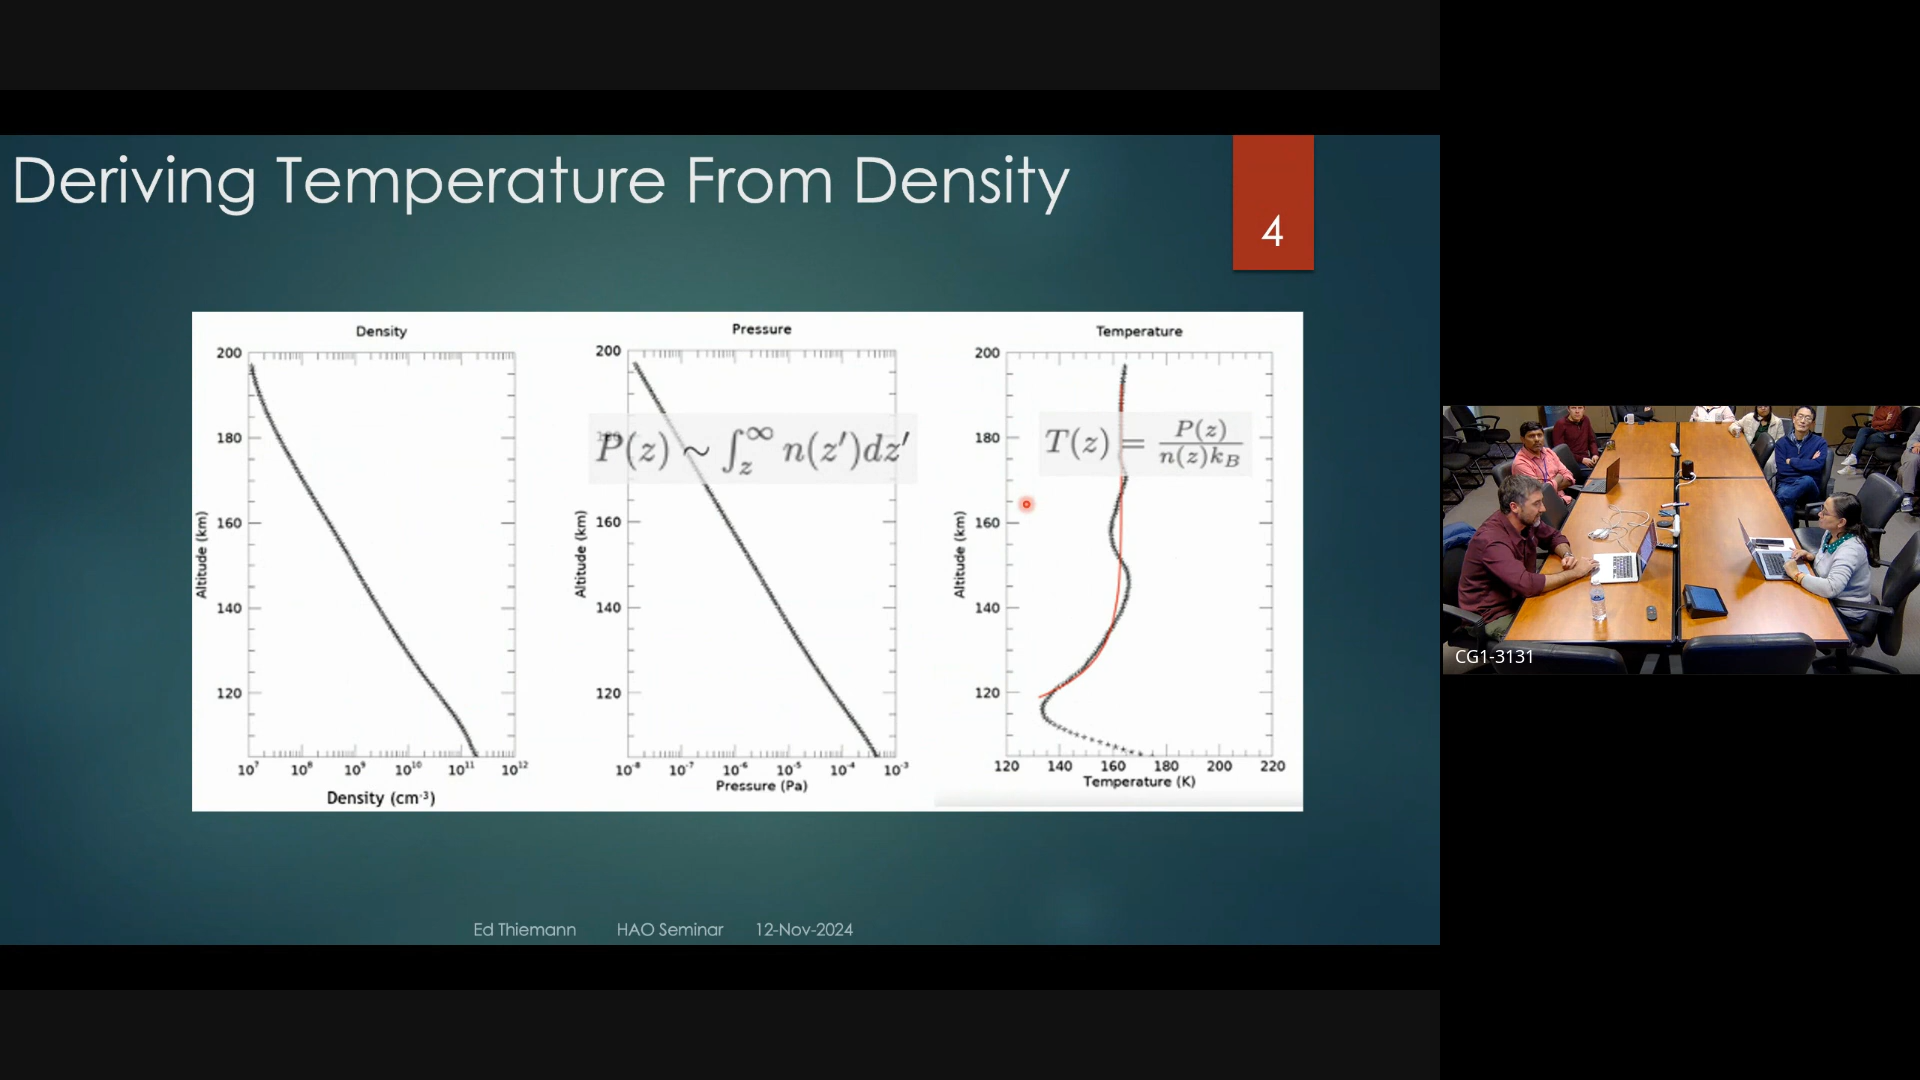 Deriving Temperature From Density
4
Density
200
180
160
140
120
Altitude (km)
10⁷ 10⁸ 10⁹ 10¹⁰ 10¹¹ 10¹²
Density (cm⁻³)
Pressure
200
160
140
120
Altitude (km)
P(z) ~ ∫_z^∞ n(z′)dz′
10⁻⁸ 10⁻⁷ 10⁻⁶ 10⁻⁵ 10⁻⁴ 10⁻³
Pressure (Pa)
Temperature
200
180
160
140
120
Altitude (km)
T(z) = P(z) / n(z)k_B
120 140 160 180 200 220
Temperature (K)
Ed Thiemann HAO Seminar 12-Nov-2024
CG1-3131